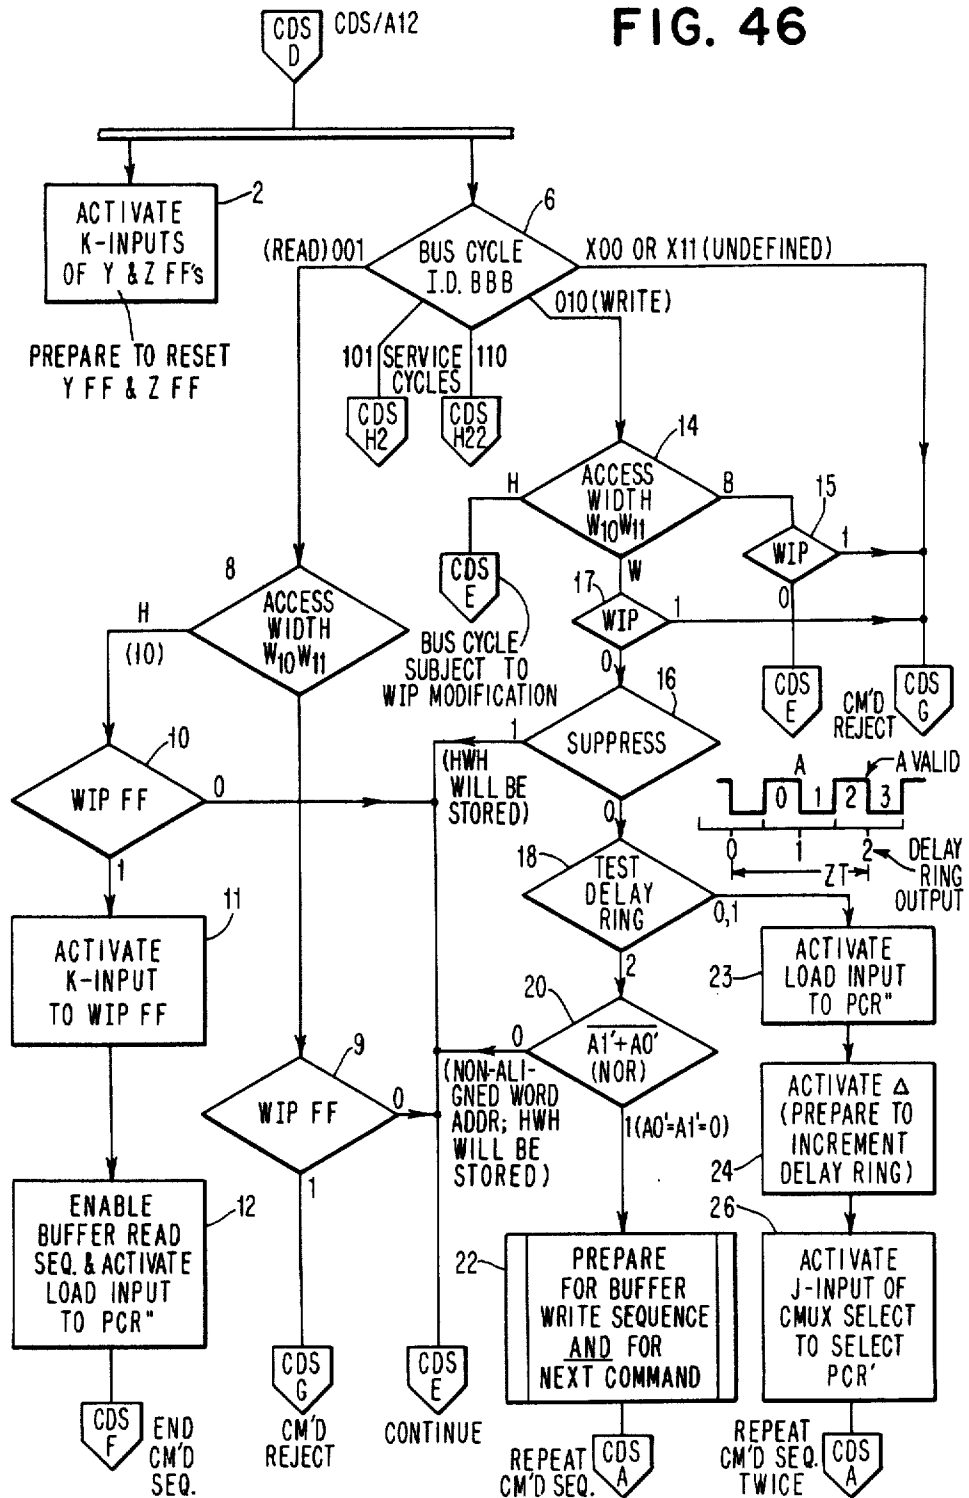 FIG. 46
CDS
D
CDS/A12
2
ACTIVATE
K-INPUTS
OF Y & Z FF's
PREPARE TO RESET
Y FF & Z FF
6
BUS CYCLE
I.D. BBB
(READ) 001
X00 OR X11 (UNDEFINED)
010 (WRITE)
101 SERVICE 110
CYCLES
CDS
H2
CDS
H22
14
ACCESS
WIDTH
W10W11
H
8
W
15
WIP
1
0
CDS
E
BUS CYCLE
SUBJECT TO
WIP MODIFICATION
17
WIP
1
0
CDS
E
CM'D
REJECT
CDS
G
8
ACCESS
WIDTH
W10W11
H
(10)
16
SUPPRESS
1
(HWH
WILL BE
STORED)
0
A
A VALID
0 1 2 3
0 1 2
ZT
DELAY
RING
OUTPUT
10
WIP FF
0
1
18
TEST
DELAY
RING
0,1
2
11
ACTIVATE
K-INPUT
TO WIP FF
23
ACTIVATE
LOAD INPUT
TO PCR"
20
A1'+A0'
(NOR)
0
(NON-ALI-
GNED WORD
ADDR; HWH
WILL BE
STORED)
1(A0'=A1'=0)
9
WIP FF
0
1
24
ACTIVATE Δ
(PREPARE TO
INCREMENT
DELAY RING)
12
ENABLE
BUFFER READ
SEQ. & ACTIVATE
LOAD INPUT
TO PCR"
22
PREPARE
FOR BUFFER
WRITE SEQUENCE
AND FOR
NEXT COMMAND
26
ACTIVATE
J-INPUT OF
CMUX SELECT
TO SELECT
PCR'
CDS
F
END
CM'D
SEQ.
CDS
G
CM'D
REJECT
CDS
E
CONTINUE
REPEAT
CM'D SEQ.
CDS
A
REPEAT
CM'D SEQ.
TWICE
CDS
A